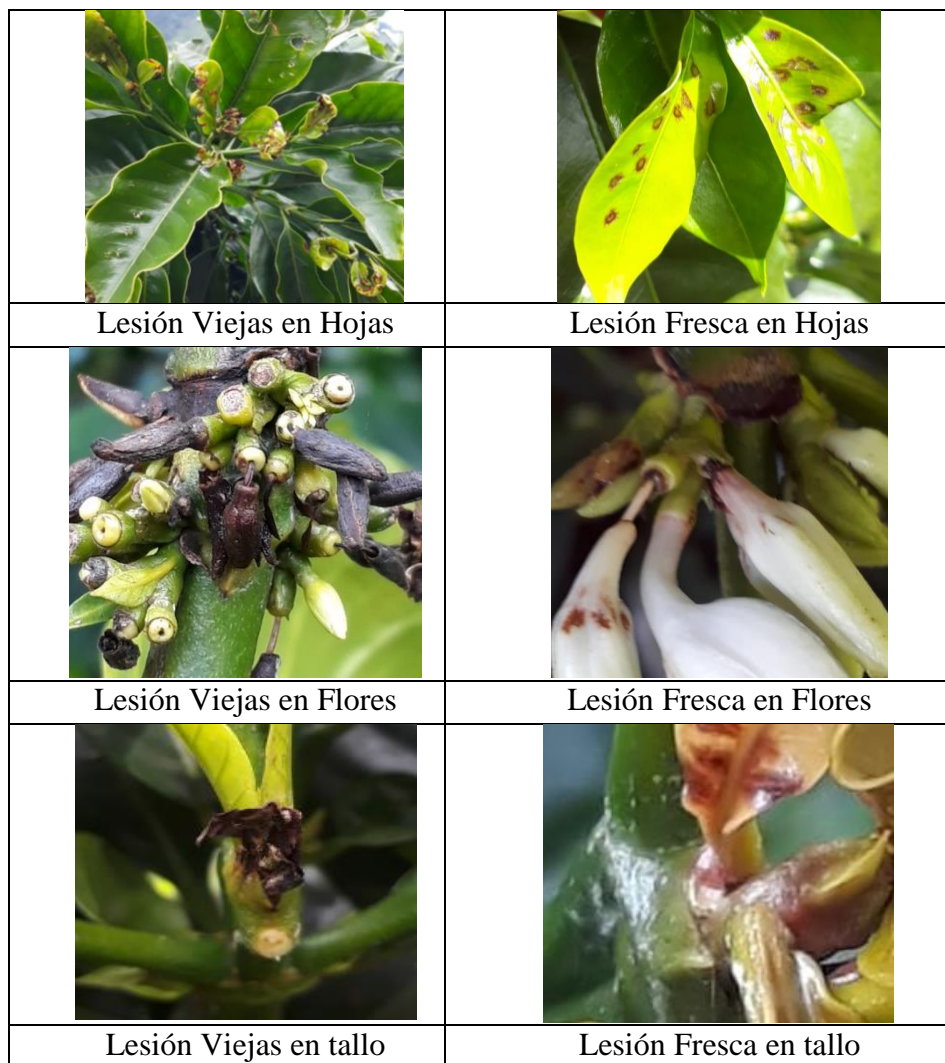 Lesión Viejas en Hojas
Lesión Fresca en Hojas
Lesión Viejas en Flores
Lesión Fresca en Flores
Lesión Viejas en tallo
Lesión Fresca en tallo